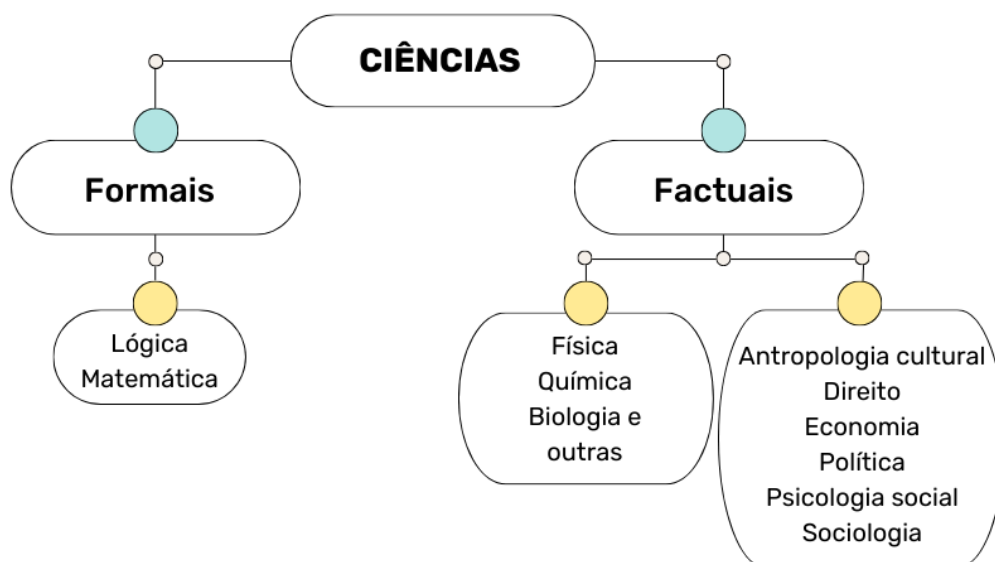 CIÊNCIAS
Formais
Factuais
Lógica
Matemática
Física
Química
Biologia e
outras
Antropologia cultural
Direito
Economia
Política
Psicologia social
Sociologia